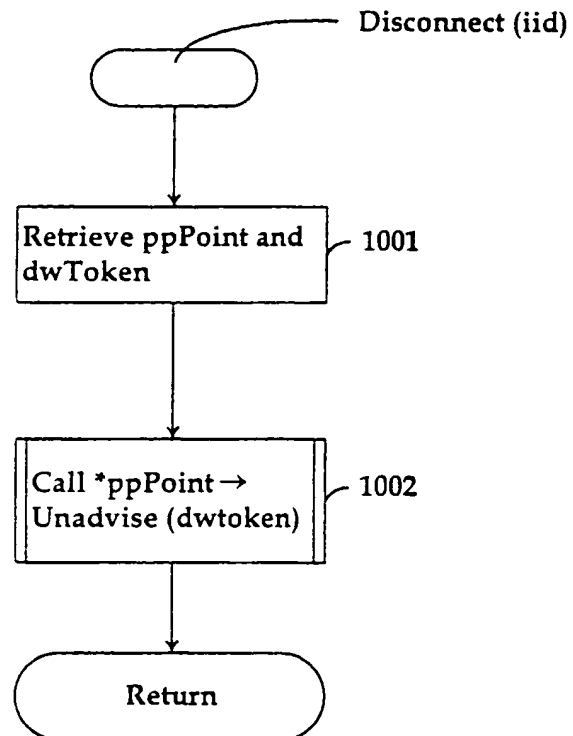 Disconnect (iid)
Retrieve ppPoint and
dwToken
1001
Call *ppPoint →
Unadvise (dwtoken)
1002
Return